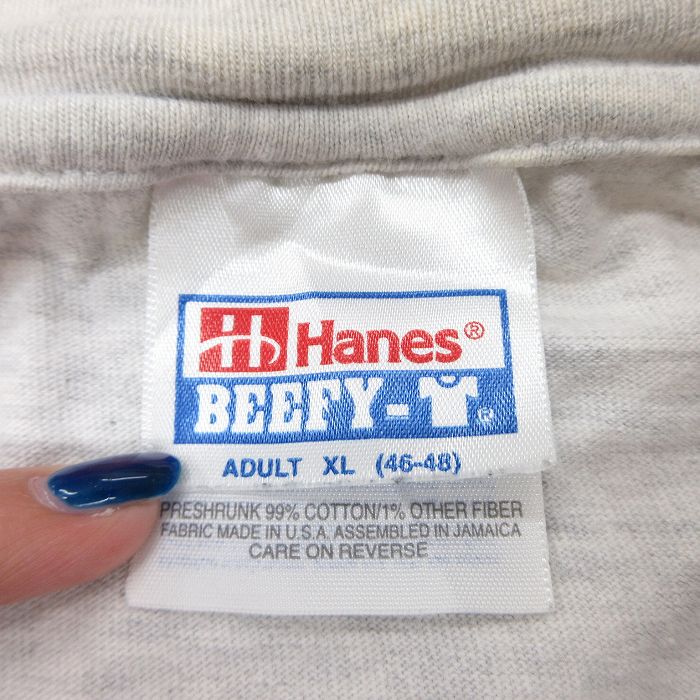 H Hanes®
BEEFY-T®
ADULT XL (46-48)
PRESHRUNK 99% COTTON/1% OTHER FIBER
FABRIC MADE IN U.S.A. ASSEMBLED IN JAMAICA
CARE ON REVERSE